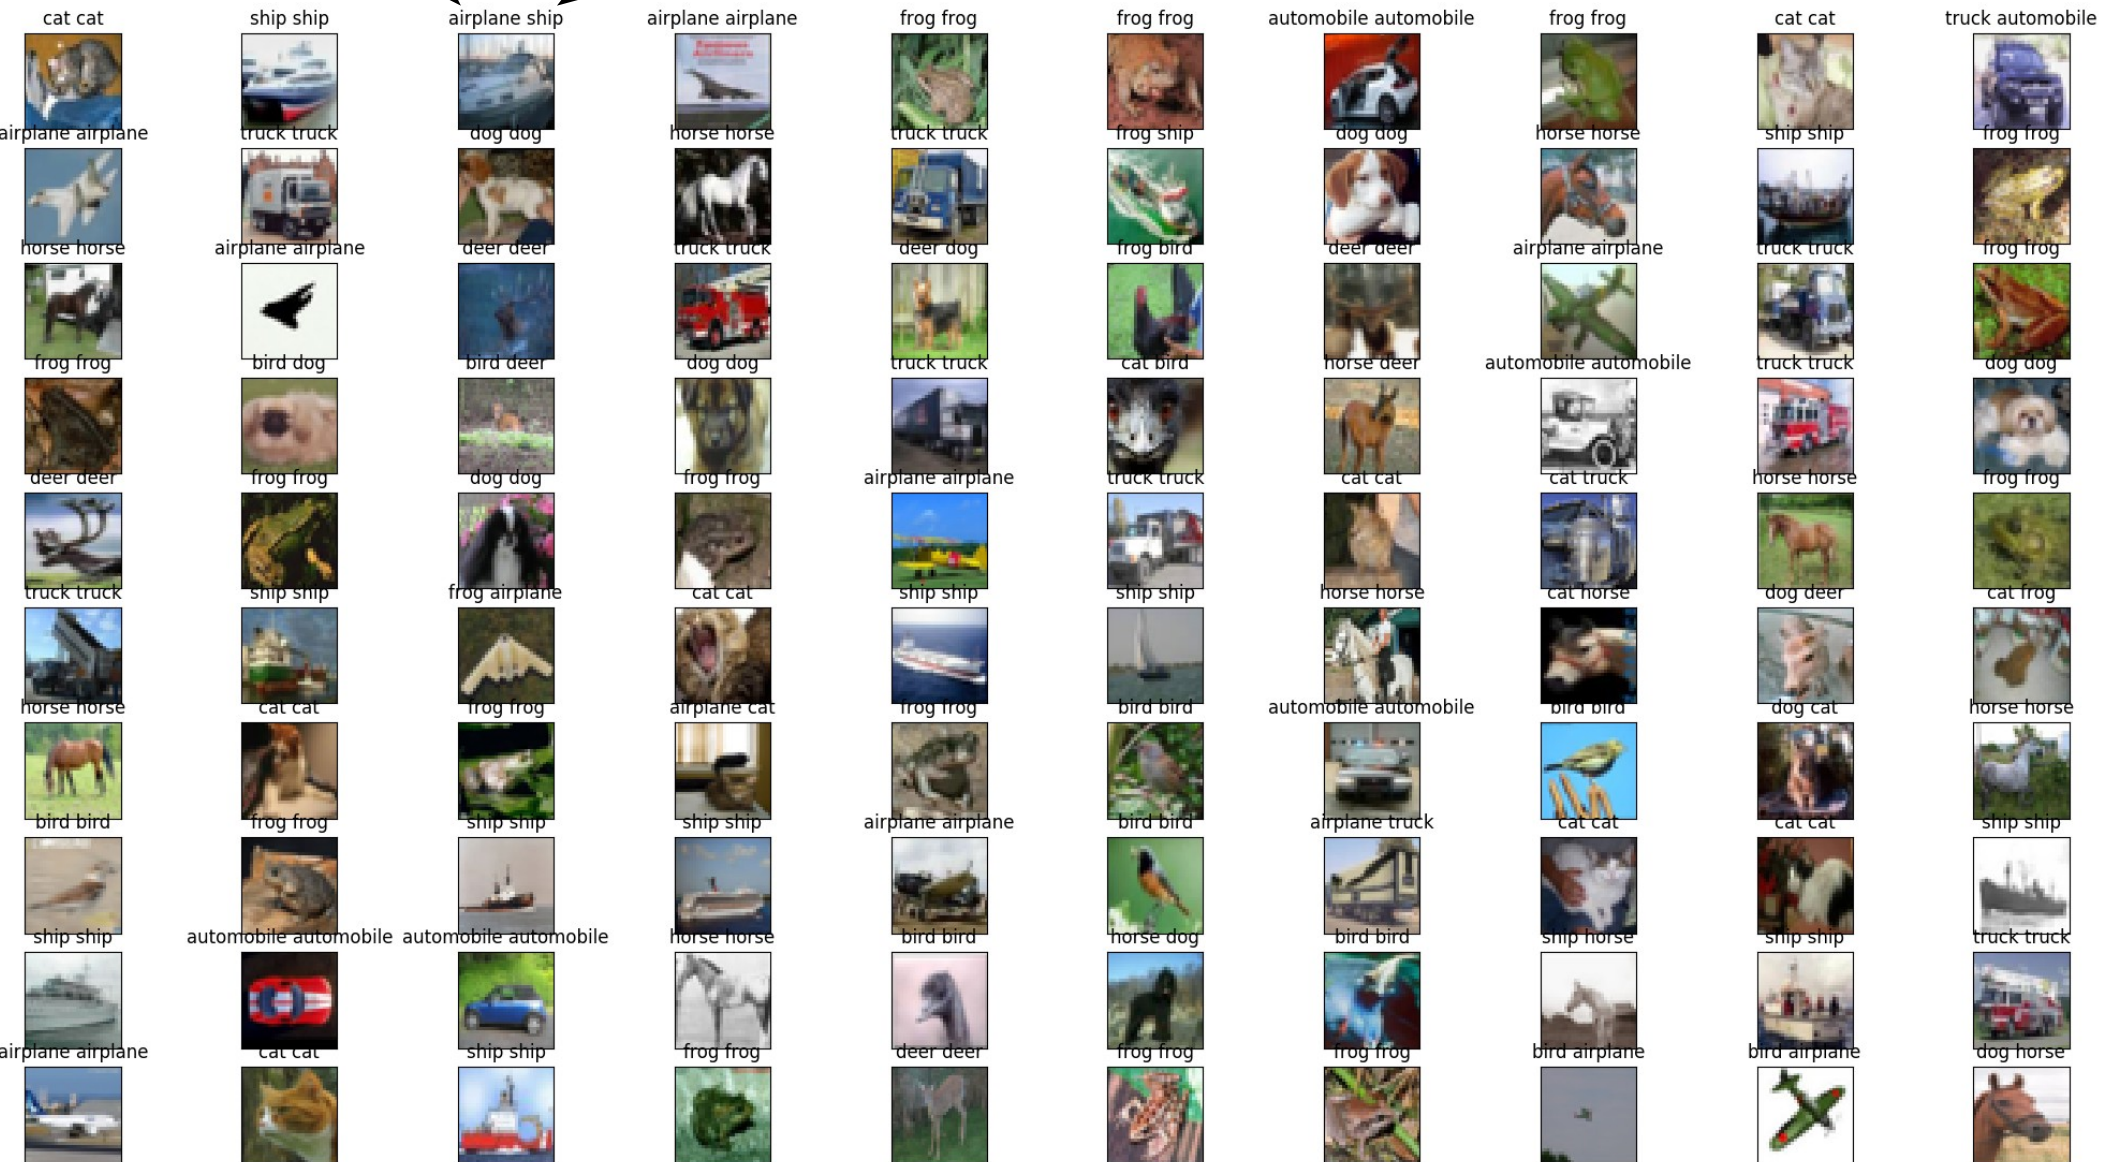 cat cat ship ship airplane ship airplane airplane frog frog frog frog automobile automobile frog frog cat cat truck automobile
airplane airplane truck truck dog dog horse horse truck truck frog ship dog dog horse horse ship ship frog frog
horse horse airplane airplane deer deer truck truck deer dog frog bird deer deer airplane airplane truck truck frog frog
frog frog bird dog bird deer dog dog truck truck cat bird horse deer automobile automobile truck truck dog dog
deer deer frog frog dog dog frog frog airplane airplane truck truck cat cat cat truck horse horse frog frog
truck truck ship ship frog airplane cat cat ship ship ship ship horse horse cat horse dog deer cat frog
horse horse cat cat frog frog airplane cat frog frog bird bird automobile automobile bird bird dog cat horse horse
bird bird frog frog ship ship ship ship airplane airplane bird bird airplane truck cat cat cat cat ship ship
ship ship automobile automobile automobile automobile horse horse bird bird horse dog bird bird ship horse ship ship truck truck
airplane airplane cat cat ship ship frog frog deer deer frog frog frog frog bird airplane bird airplane dog horse